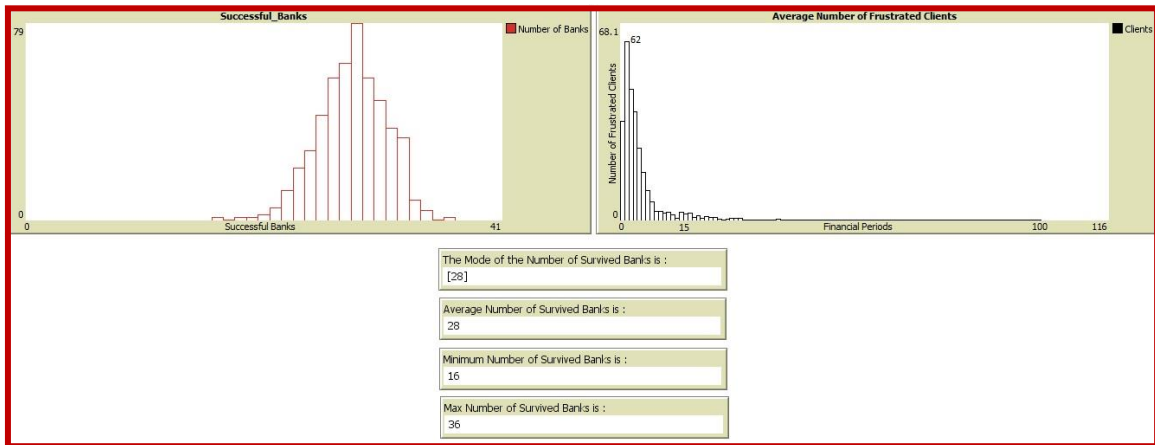 Successful_Banks
79
Number of Banks
0
0
Successful Banks
41
Average Number of Frustrated Clients
68.1
62
Clients
Number of Frustrated Clients
0
0
15
Financial Periods
100
116
The Mode of the Number of Survived Banks is :
[28]
Average Number of Survived Banks is :
28
Minimum Number of Survived Banks is :
16
Max Number of Survived Banks is :
36